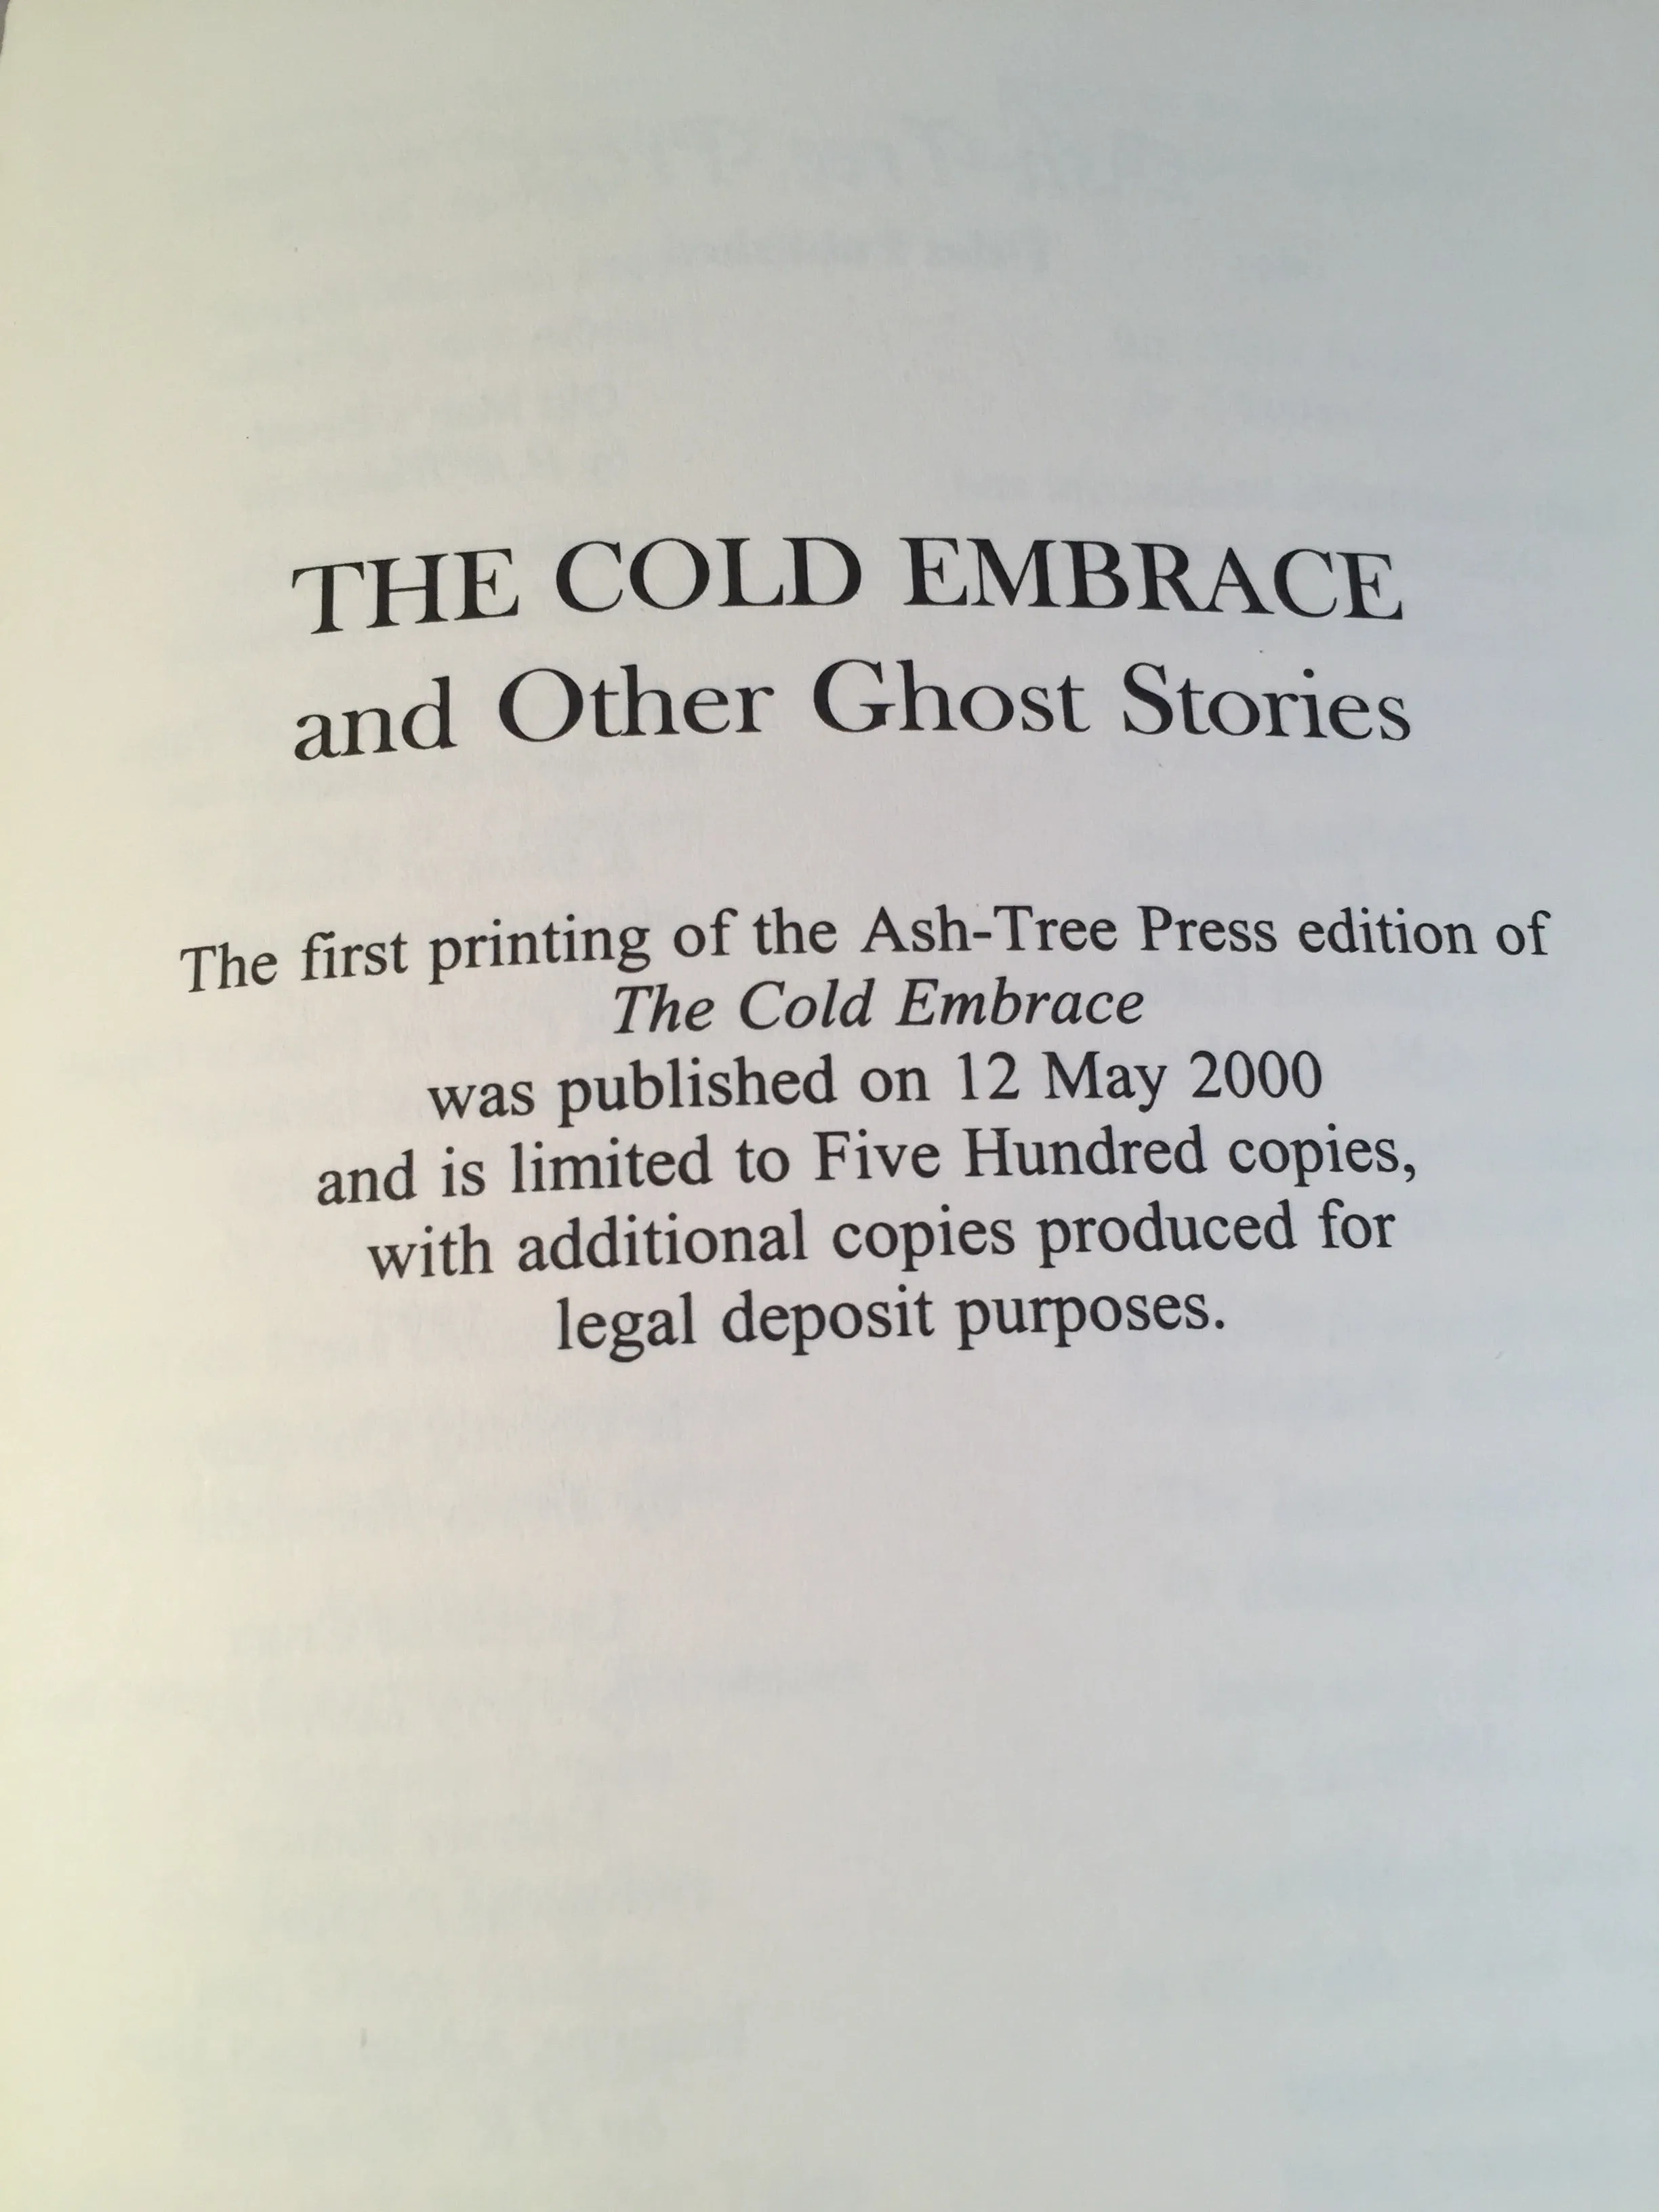 THE COLD EMBRACE
and Other Ghost Stories
The first printing of the Ash-Tree Press edition of
The Cold Embrace
was published on 12 May 2000
and is limited to Five Hundred copies,
with additional copies produced for
legal deposit purposes.